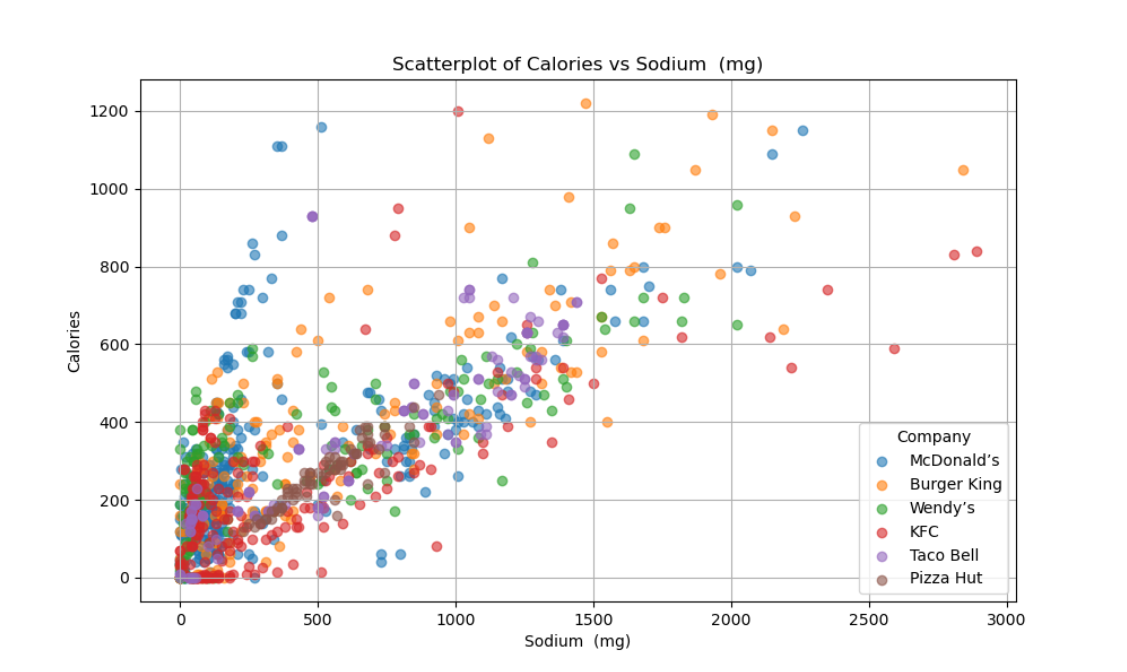 Scatterplot of Calories vs Sodium  (mg)
Calories
1200
1000
800
600
400
200
0
Company
McDonald’s
Burger King
Wendy’s
KFC
Taco Bell
Pizza Hut
0 500 1000 1500 2000 2500 3000
Sodium  (mg)